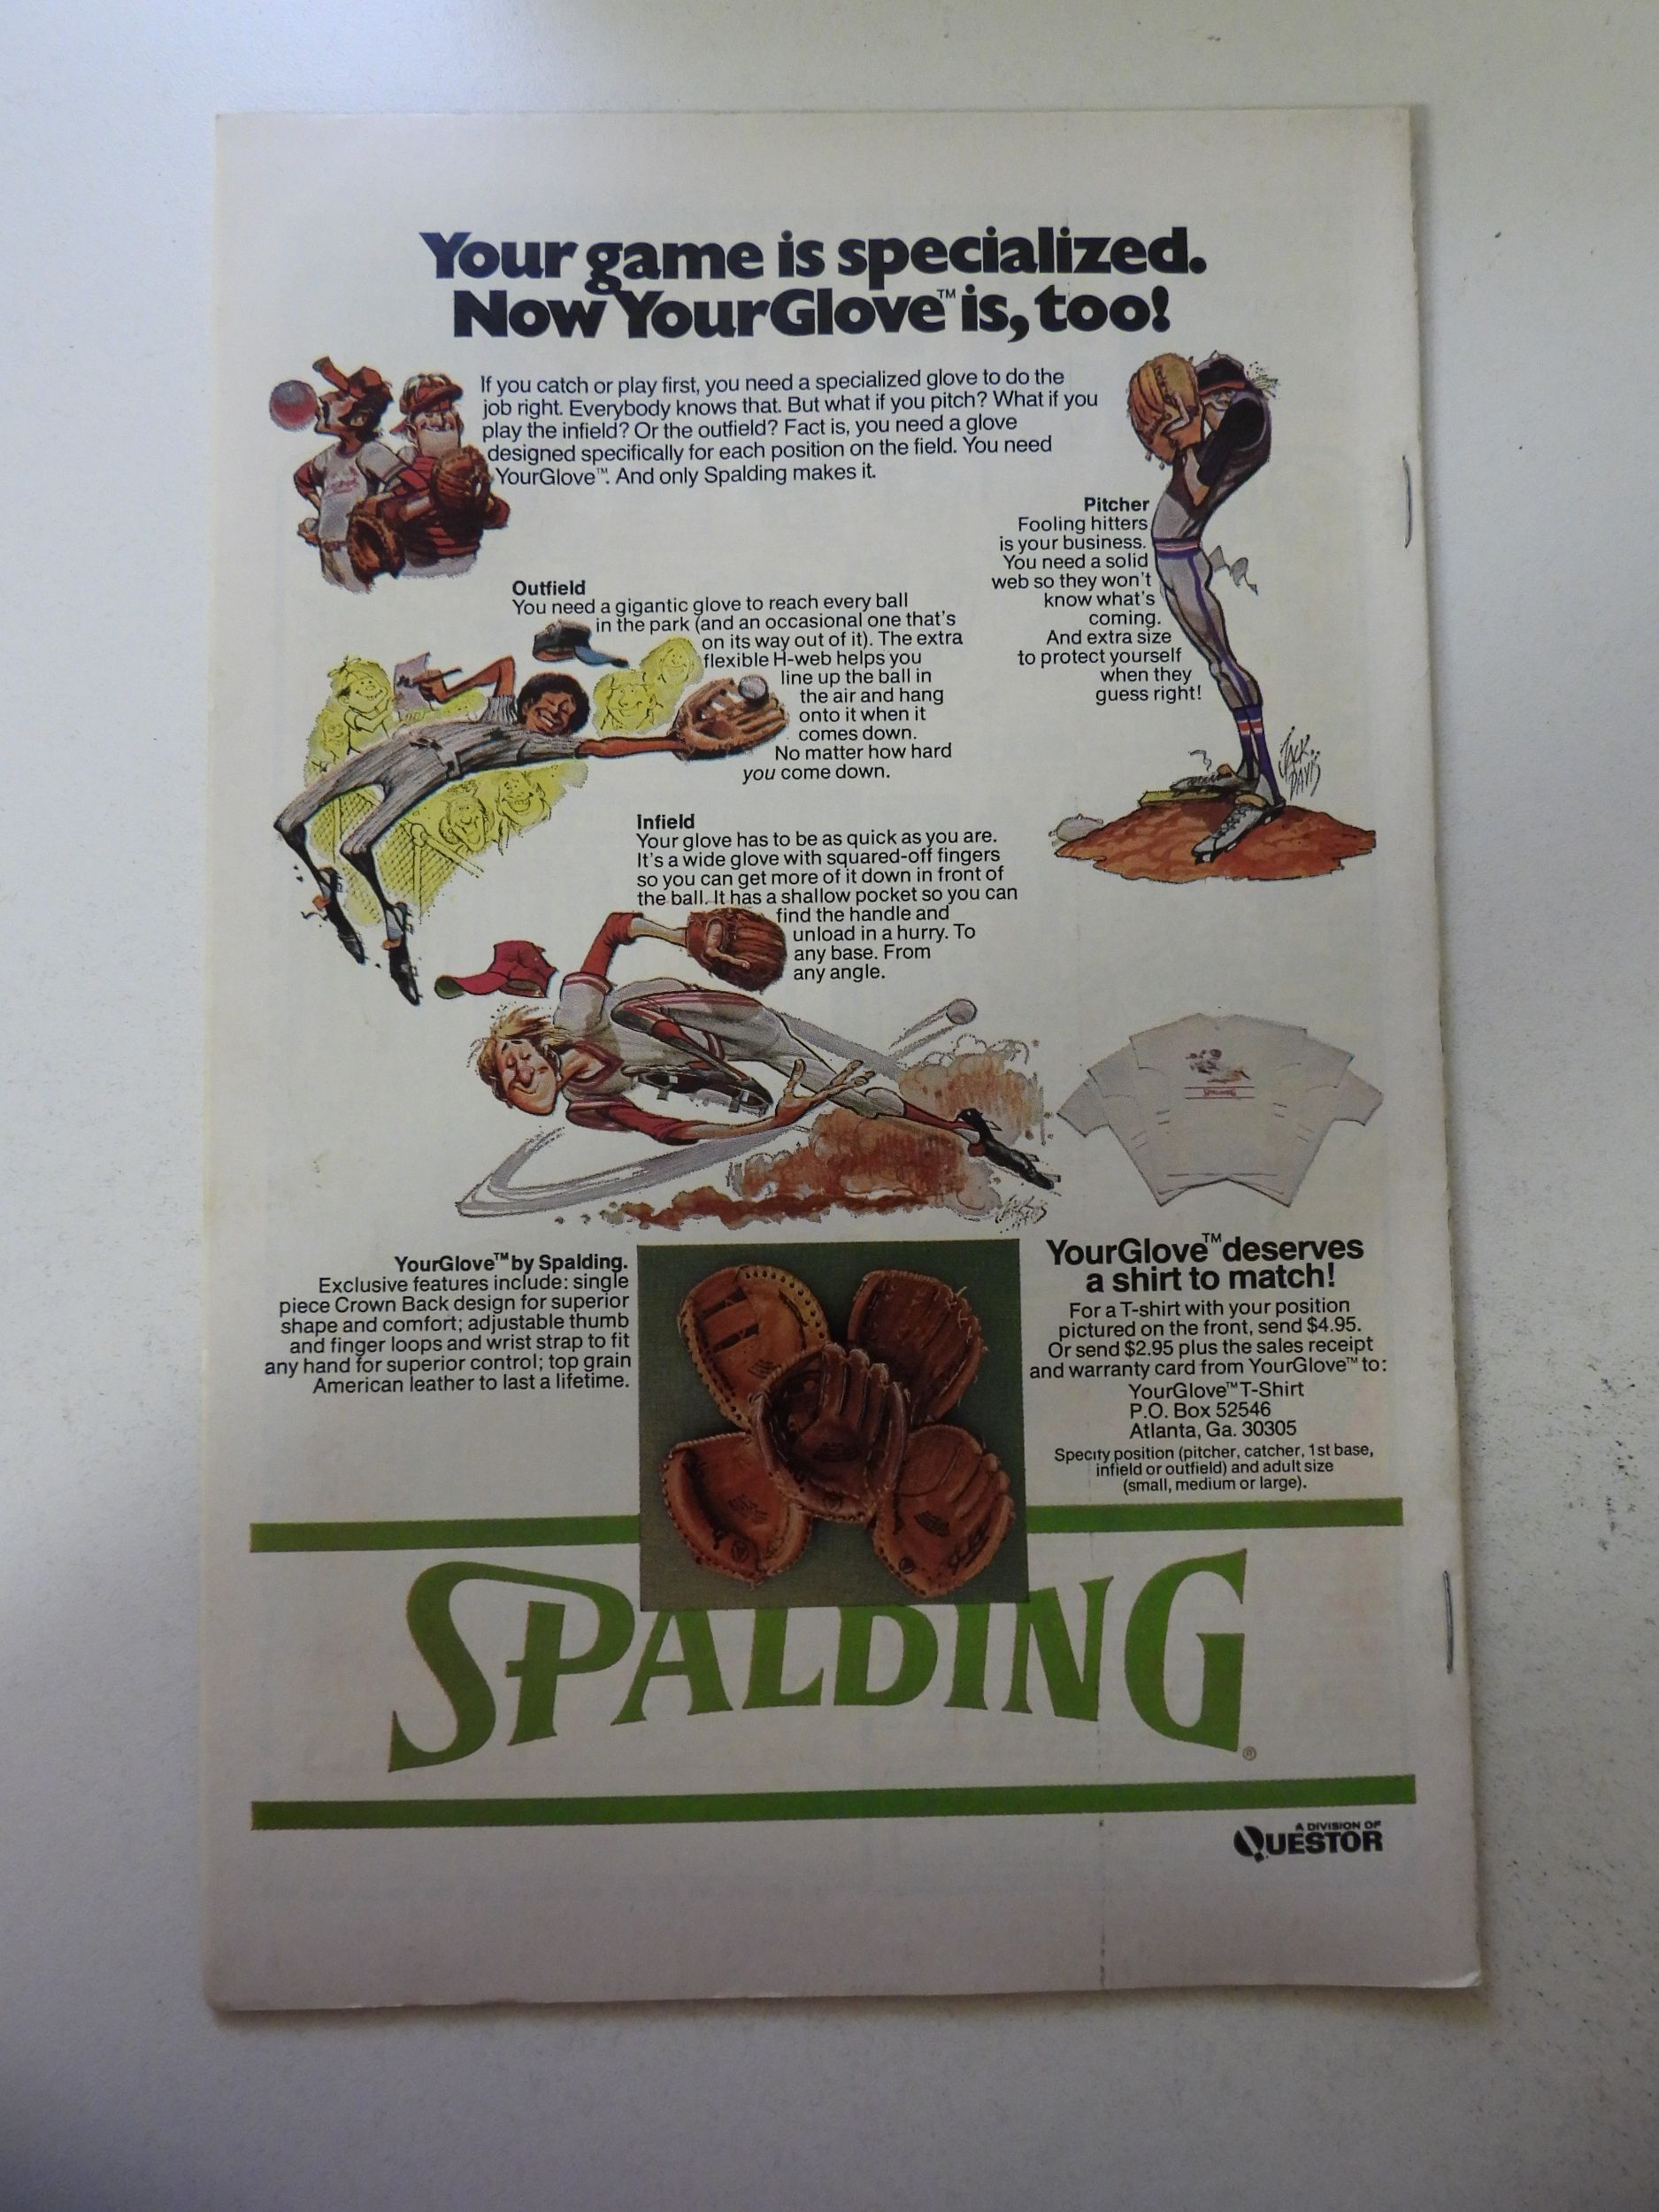 Your game is specialized.
Now YourGlove™ is, too!
If you catch or play first, you need a specialized glove to do the
job right. Everybody knows that. But what if you pitch? What if you
play the infield? Or the outfield? Fact is, you need a glove
designed specifically for each position on the field. You need
YourGlove™. And only Spalding makes it.
Pitcher
Fooling hitters
is your business.
You need a solid
web so they won't
know what's
coming.
And extra size
to protect yourself
when they
guess right!
JACK
DAVIS
Outfield
You need a gigantic glove to reach every ball
in the park (and an occasional one that's
on its way out of it). The extra
flexible H-web helps you
line up the ball in
the air and hang
onto it when it
comes down.
No matter how hard
you come down.
Infield
Your glove has to be as quick as you are.
It's a wide glove with squared-off fingers
so you can get more of it down in front of
the ball. It has a shallow pocket so you can
find the handle and
unload in a hurry. To
any base. From
any angle.
SPALDING
YourGlove™ by Spalding.
Exclusive features include: single
piece Crown Back design for superior
shape and comfort; adjustable thumb
and finger loops and wrist strap to fit
any hand for superior control; top grain
American leather to last a lifetime.
YourGlove™ deserves
a shirt to match!
For a T-shirt with your position
pictured on the front, send $4.95.
Or send $2.95 plus the sales receipt
and warranty card from YourGlove™ to:
YourGlove™ T-Shirt
P.O. Box 52546
Atlanta, Ga. 30305
Specify position (pitcher, catcher, 1st base,
infield or outfield) and adult size
(small, medium or large).
SPALDING®
A DIVISION OF
QUESTOR